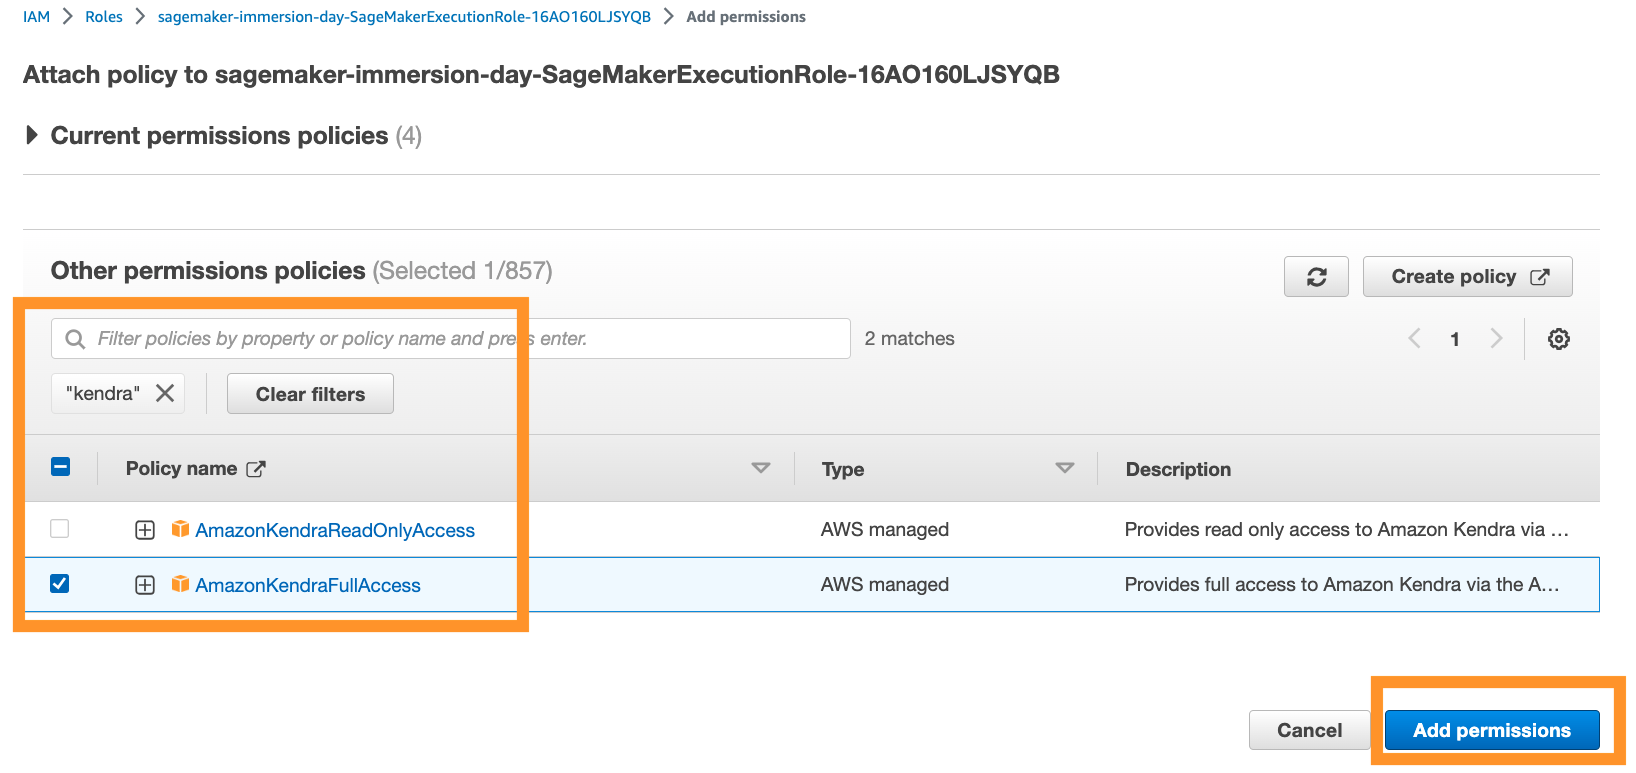 IAM > Roles > sagemaker-immersion-day-SageMakerExecutionRole-16AO160LJSYQB > Add permissions
Attach policy to sagemaker-immersion-day-SageMakerExecutionRole-16AO160LJSYQB
Current permissions policies (4)
Other permissions policies (Selected 1/857)
Create policy
Filter policies by property or policy name and press enter.
2 matches
1
"kendra"
Clear filters
Policy name
Type
Description
AmazonKendraReadOnlyAccess
AWS managed
Provides read only access to Amazon Kendra via ...
AmazonKendraFullAccess
AWS managed
Provides full access to Amazon Kendra via the A...
Cancel
Add permissions